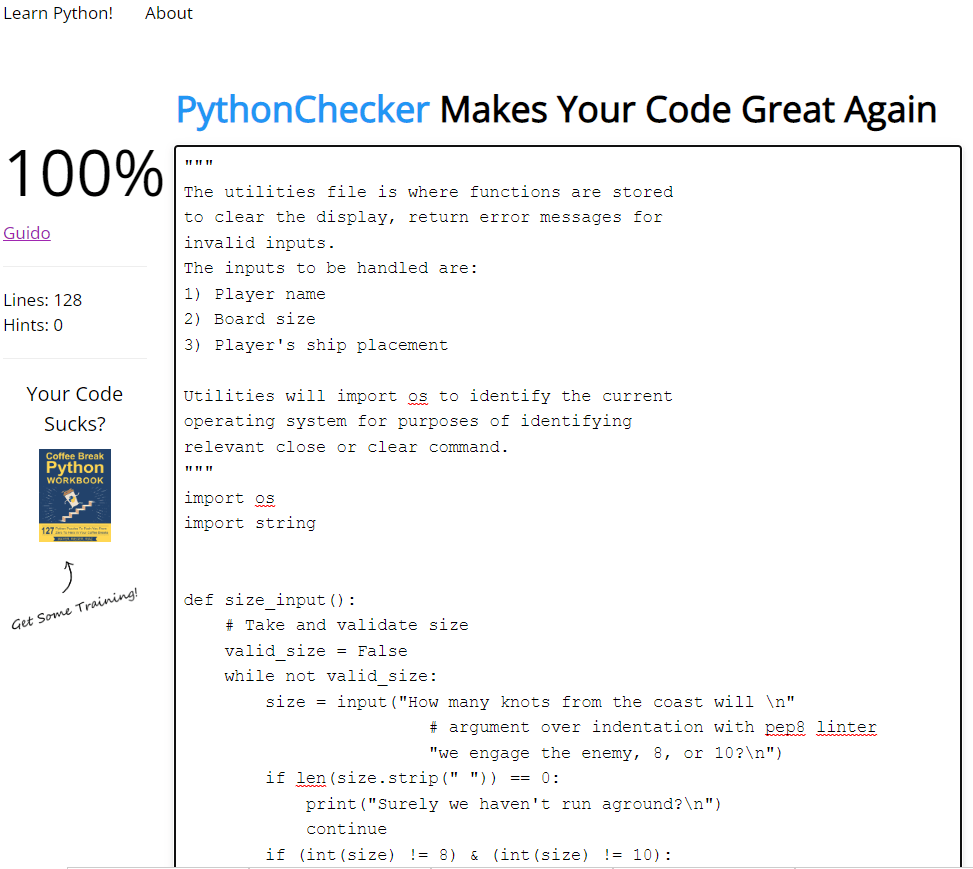 Learn Python! About
PythonChecker Makes Your Code Great Again
100%
Guido
Lines: 128
Hints: 0
Your Code
Sucks?
Coffee Break
Python
WORKBOOK
127
Get Some Training!
"""
The utilities file is where functions are stored
to clear the display, return error messages for
invalid inputs.
The inputs to be handled are:
1) Player name
2) Board size
3) Player's ship placement

Utilities will import os to identify the current
operating system for purposes of identifying
relevant close or clear command.
"""
import os
import string


def size_input():
    # Take and validate size
    valid_size = False
    while not valid_size:
        size = input("How many knots from the coast will \n"
                        # argument over indentation with pep8 linter
                        "we engage the enemy, 8, or 10?\n")
        if len(size.strip(" ")) == 0:
            print("Surely we haven't run aground?\n")
            continue
        if (int(size) != 8) & (int(size) != 10):